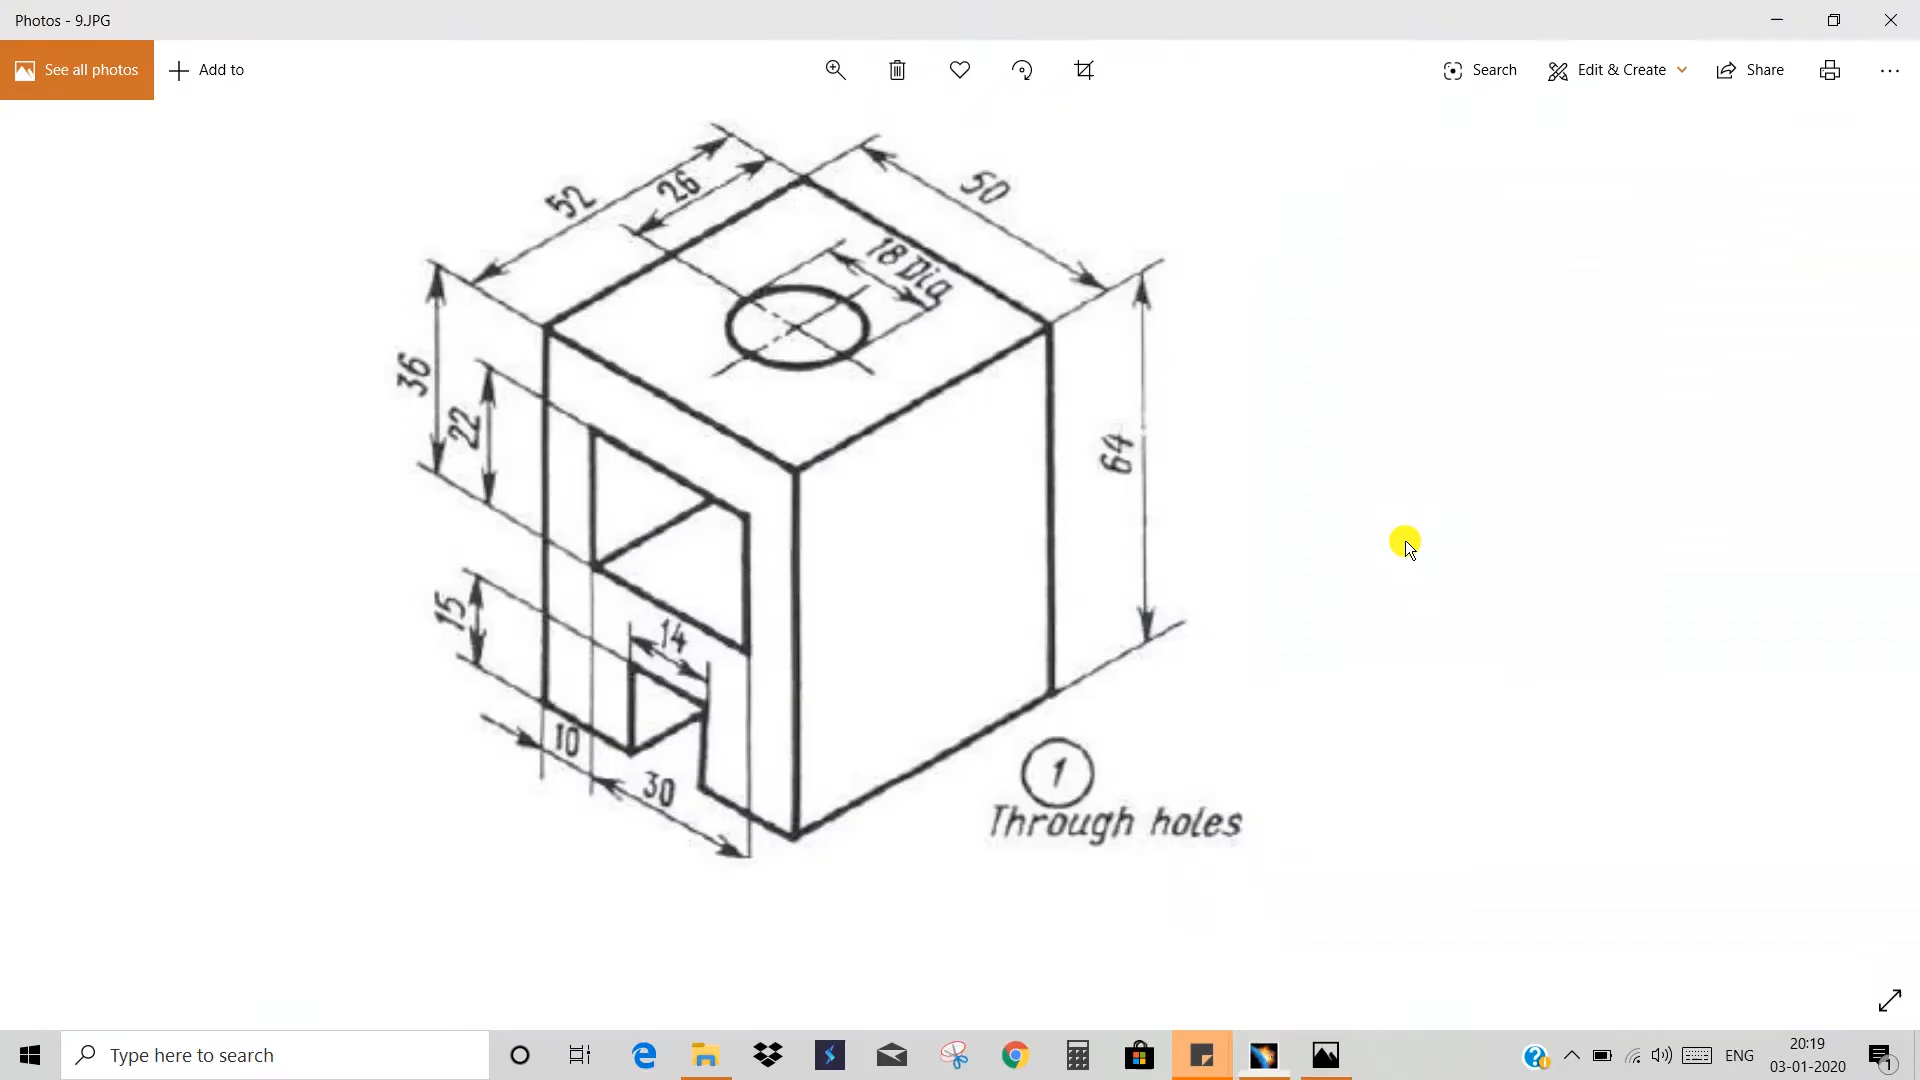 Photos - 9.JPG
See all photos
Add to
Search
Edit & Create
Share
52
26
50
18 Dia
36
22
64
15
14
10
30
1
Through holes
Type here to search
ENG
20:19
03-01-2020
1